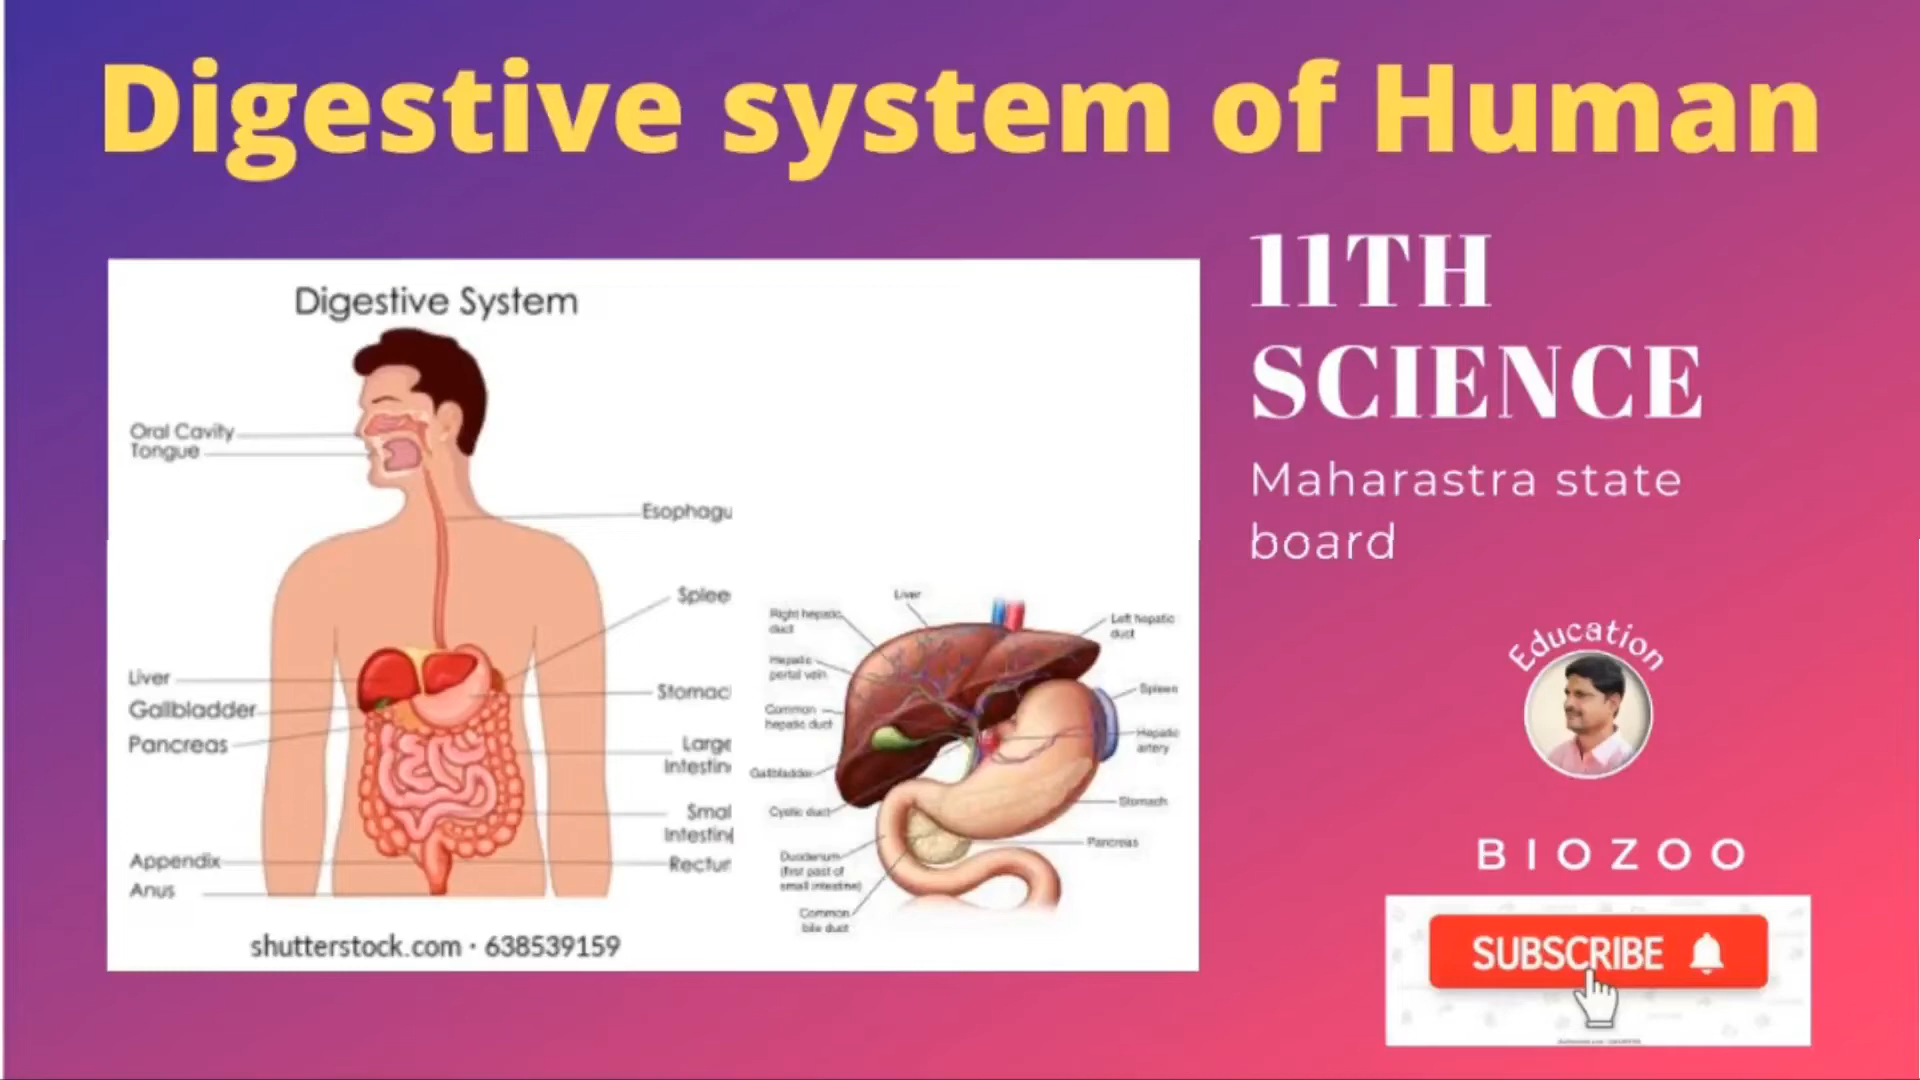 Digestive system of Human
11TH
SCIENCE
Maharastra state
board
Digestive System
Oral Cavity
Tongue
Esophagu
Splee
Liver
Gallbladder
Pancreas
Stomac
Large
Intestin
Smal
Intestin
Appendix
Rectur
Anus
shutterstock.com · 638539159
Liver
Right hepatic
duct
Left hepatic
duct
Hepatic
portal vein
Spleen
Common
hepatic duct
Hepatic
artery
Gallbladder
Stomach
Cystic duct
Pancreas
Duodenum
(first past of
small intestine)
Common
bile duct
Education
BIOZOO
SUBSCRIBE